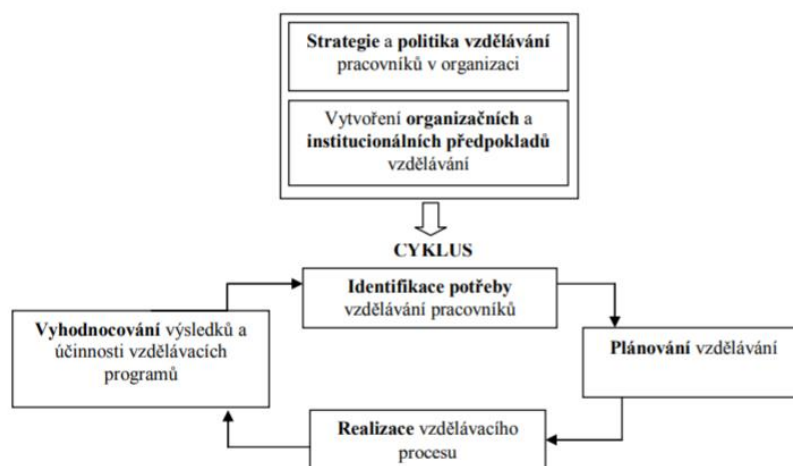 Strategie a politika vzdělávání
pracovníků v organizaci
Vytvoření organizačních a
institucionálních předpokladů
vzdělávání
CYKLUS
Identifikace potřeby
vzdělávání pracovníků
Vyhodnocování výsledků a
účinnosti vzdělávacích
programů
Plánování vzdělávání
Realizace vzdělávacího
procesu